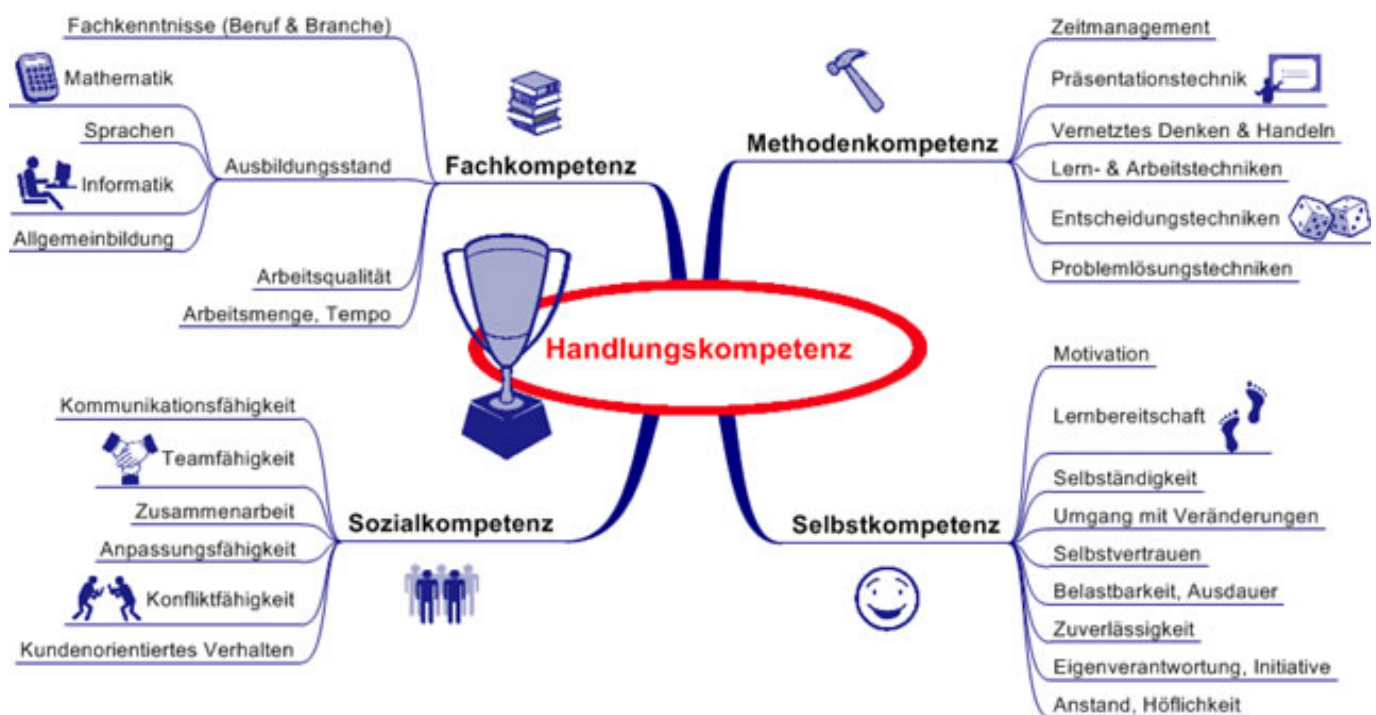 Fachkenntnisse (Beruf & Branche)
Mathematik
Sprachen
Informatik
Allgemeinbildung
Ausbildungsstand
Arbeitsqualität
Arbeitsmenge, Tempo
Fachkompetenz
Methodenkompetenz
Zeitmanagement
Präsentationstechnik
Vernetztes Denken & Handeln
Lern- & Arbeitstechniken
Entscheidungstechniken
Problemlösungstechniken
Handlungskompetenz
Kommunikationsfähigkeit
Teamfähigkeit
Zusammenarbeit
Anpassungsfähigkeit
Konfliktfähigkeit
Kundenorientiertes Verhalten
Sozialkompetenz
Selbstkompetenz
Motivation
Lernbereitschaft
Selbständigkeit
Umgang mit Veränderungen
Selbstvertrauen
Belastbarkeit, Ausdauer
Zuverlässigkeit
Eigenverantwortung, Initiative
Anstand, Höflichkeit